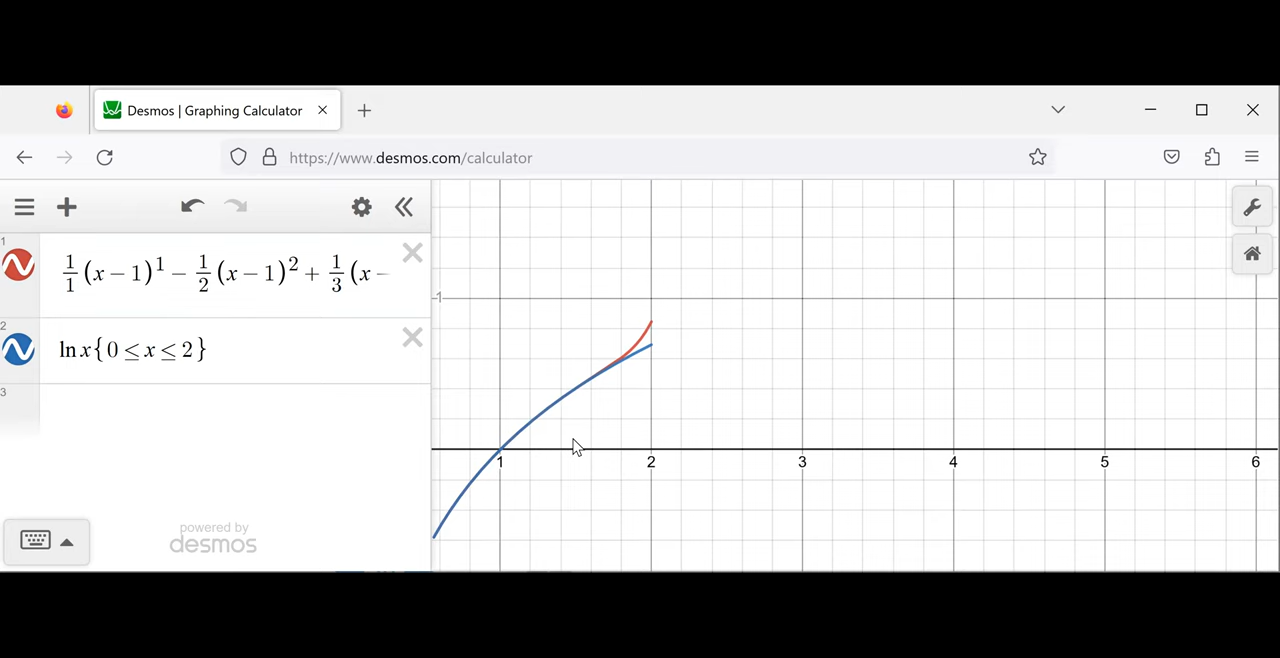 Desmos | Graphing Calculator
https://www.desmos.com/calculator
1
1/1(x − 1)^1 − 1/2(x − 1)^2 + 1/3(x −
2
ln x{0 ≤ x ≤ 2}
3
powered by
desmos
1
1 2 3 4 5 6